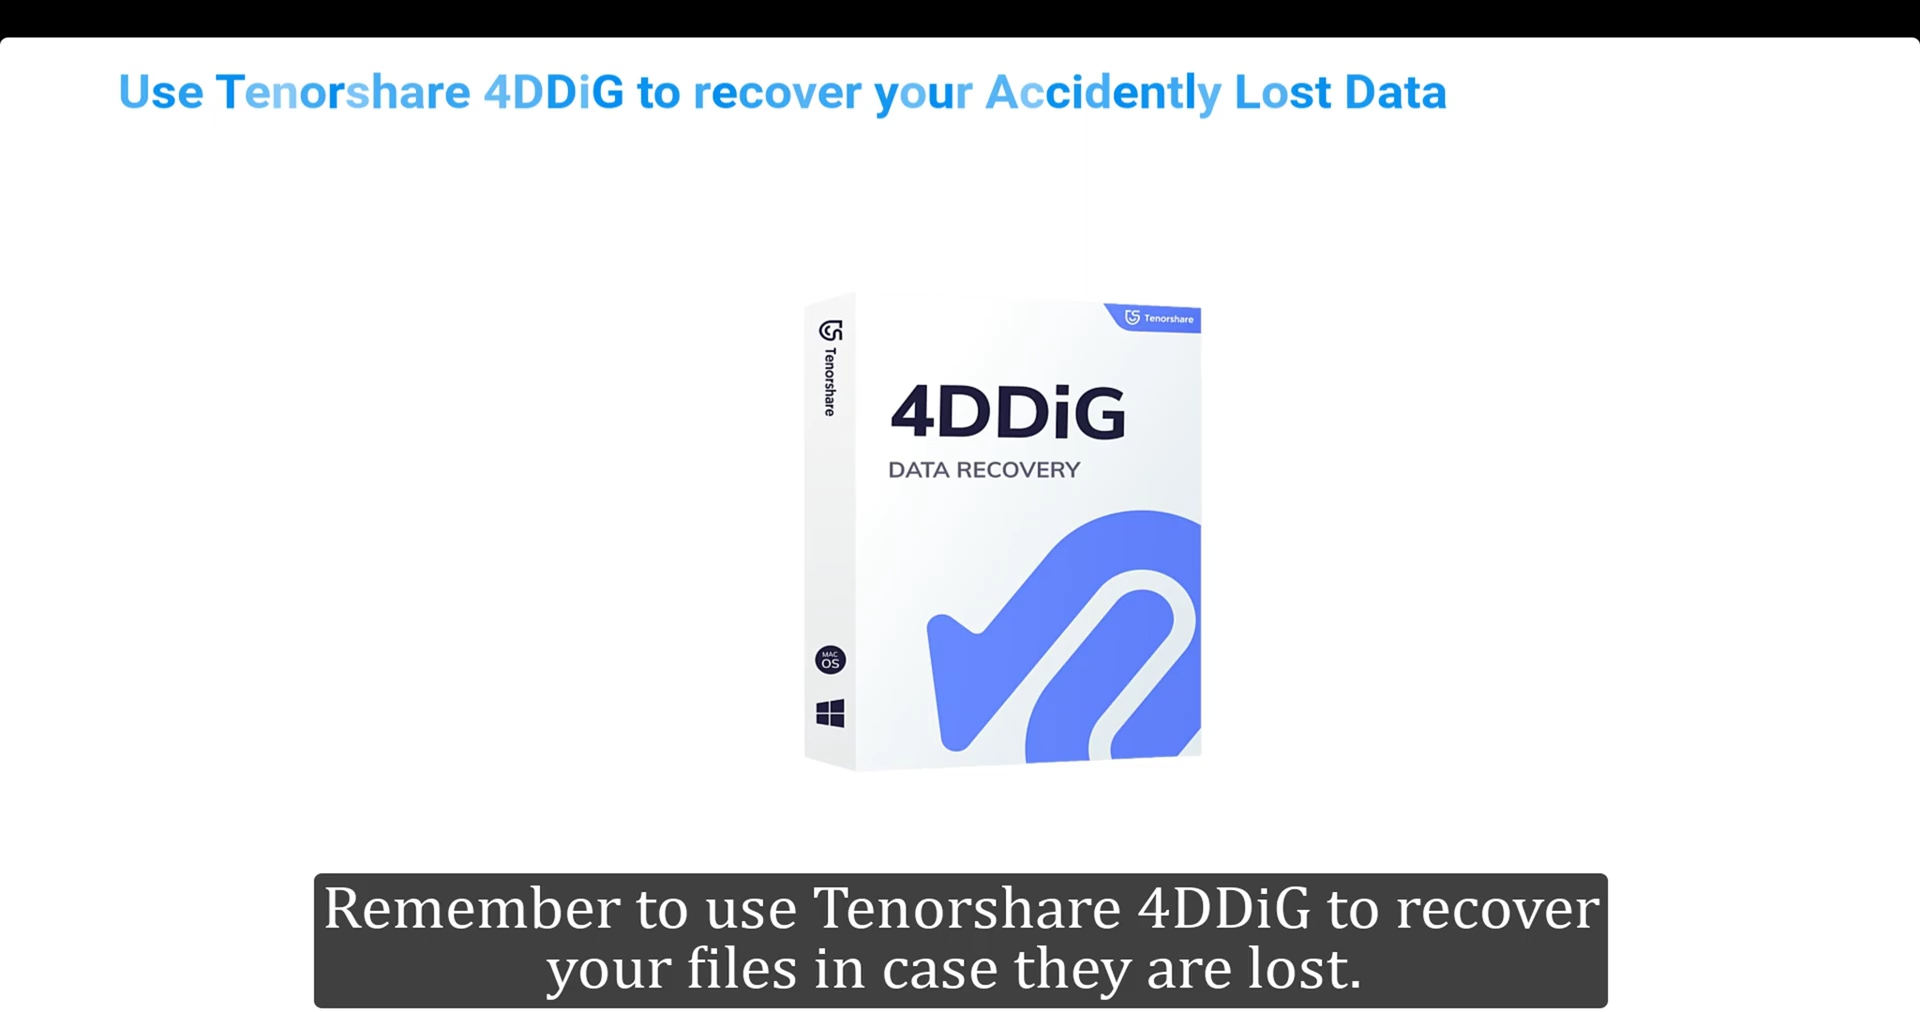 Use Tenorshare 4DDiG to recover your Accidently Lost Data
Tenorshare
Tenorshare
4DDiG
DATA RECOVERY
MAC
OS
Remember to use Tenorshare 4DDiG to recover
your files in case they are lost.